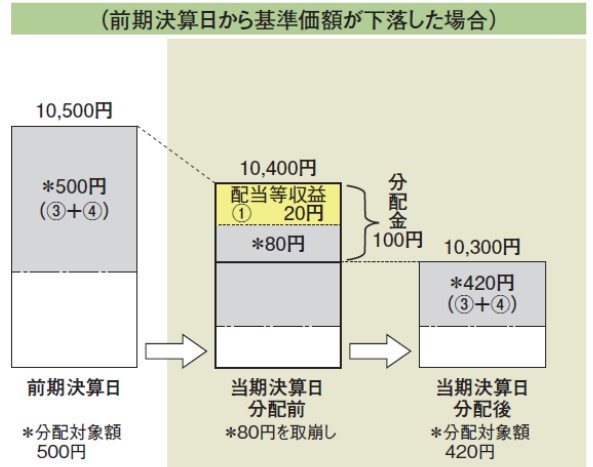 (前期決算日から基準価額が下落した場合)
10,500円
*500円
(③+④)
前期決算日
*分配対象額
500円
10,400円
配当等収益
① 20円
*80円
分配金
100円
当期決算日
分配前
*80円を取崩し
10,300円
*420円
(③+④)
当期決算日
分配後
*分配対象額
420円